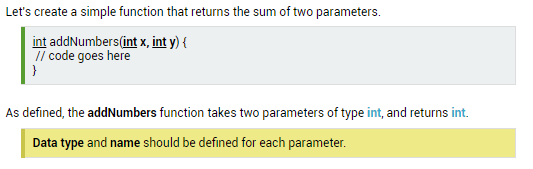 Let's create a simple function that returns the sum of two parameters.
int addNumbers(int x, int y) {
// code goes here
}
As defined, the addNumbers function takes two parameters of type int, and returns int.
Data type and name should be defined for each parameter.